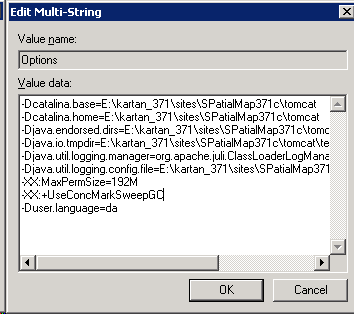 Edit Multi-String
Value name:
Options
Value data:
-Dcatalina.base=E:\kartan_371\sites\SPatialMap371c\tomcat
-Dcatalina.home=E:\kartan_371\sites\SPatialMap371c\tomcat
-Djava.endorsed.dirs=E:\kartan_371\sites\SPatialMap371c\tomc
-Djava.io.tmpdir=E:\kartan_371\sites\SPatialMap371c\tomcat\te
-Djava.util.logging.manager=org.apache.juli.ClassLoaderLogMana
-Djava.util.logging.config.file=E:\kartan_371\sites\SPatialMap371
-XX:MaxPermSize=192M
-XX:+UseConcMarkSweepGC
-Duser.language=da
OK
Cancel